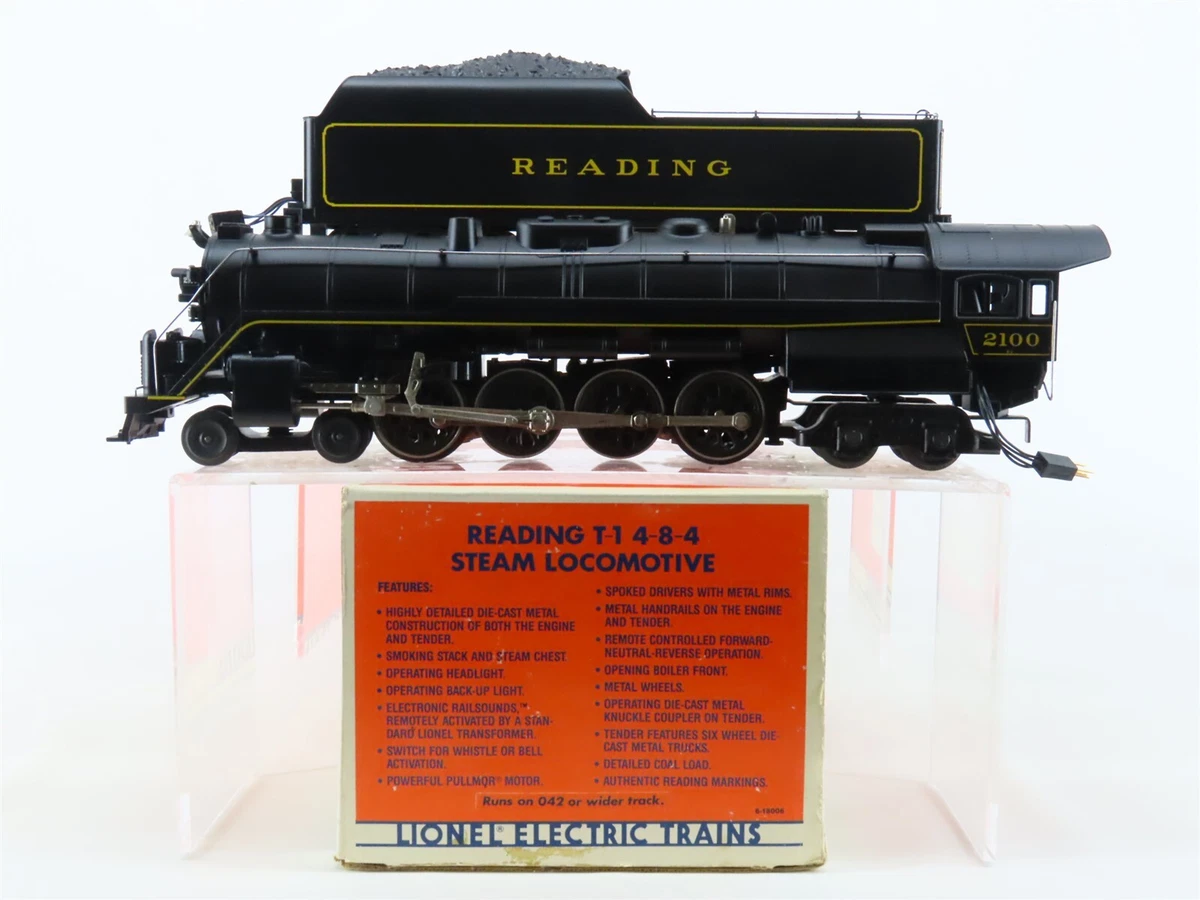 READING
2100
READING T-1 4-8-4
STEAM LOCOMOTIVE
FEATURES:
• HIGHLY DETAILED DIE-CAST METAL
CONSTRUCTION OF BOTH THE ENGINE
AND TENDER.
• SMOKING STACK AND STEAM CHEST
• OPERATING HEADLIGHT.
• OPERATING BACK-UP LIGHT.
• ELECTRONIC RAILSOUNDS,™
REMOTELY ACTIVATED BY A STAN-
DARD LIONEL TRANSFORMER.
• SWITCH FOR WHISTLE OR BELL
ACTIVATION.
• POWERFUL PULLMOR® MOTOR.
• SPOKED DRIVERS WITH METAL RIMS.
• METAL HANDRAILS ON THE ENGINE
AND TENDER.
• REMOTE CONTROLLED FORWARD-
NEUTRAL-REVERSE OPERATION.
• OPENING BOILER FRONT.
• METAL WHEELS.
• OPERATING DIE-CAST METAL
KNUCKLE COUPLER ON TENDER.
• TENDER FEATURES SIX WHEEL DIE-
CAST METAL TRUCKS.
• DETAILED COAL LOAD.
• AUTHENTIC READING MARKINGS.
Runs on 042 or wider track.
6-18006
LIONEL® ELECTRIC TRAINS